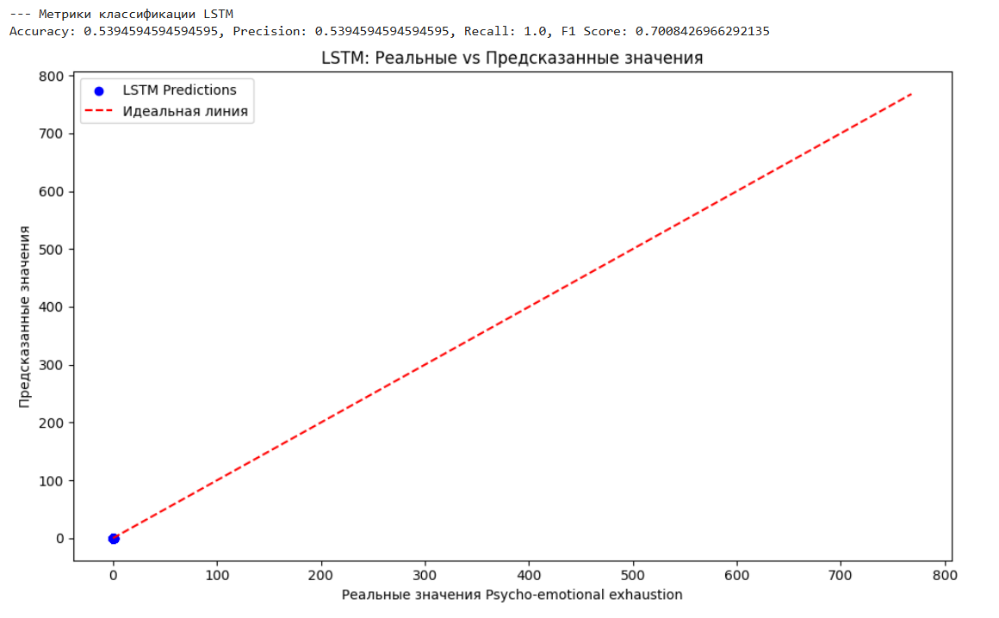 --- Метрики классификации LSTM
Accuracy: 0.5394594594594595, Precision: 0.5394594594594595, Recall: 1.0, F1 Score: 0.7008426966292135
LSTM: Реальные vs Предсказанные значения
LSTM Predictions
Идеальная линия
Предсказанные значения
800
700
600
500
400
300
200
100
0
0 100 200 300 400 500 600 700 800
Реальные значения Psycho-emotional exhaustion